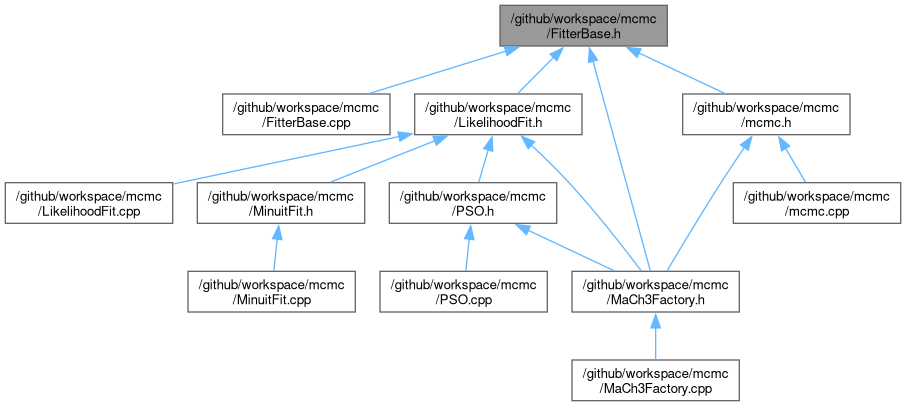 /github/workspace/mcmc
/FitterBase.h
/github/workspace/mcmc
/FitterBase.cpp
/github/workspace/mcmc
/LikelihoodFit.h
/github/workspace/mcmc
/mcmc.h
/github/workspace/mcmc
/LikelihoodFit.cpp
/github/workspace/mcmc
/MinuitFit.h
/github/workspace/mcmc
/PSO.h
/github/workspace/mcmc
/mcmc.cpp
/github/workspace/mcmc
/MinuitFit.cpp
/github/workspace/mcmc
/PSO.cpp
/github/workspace/mcmc
/MaCh3Factory.h
/github/workspace/mcmc
/MaCh3Factory.cpp